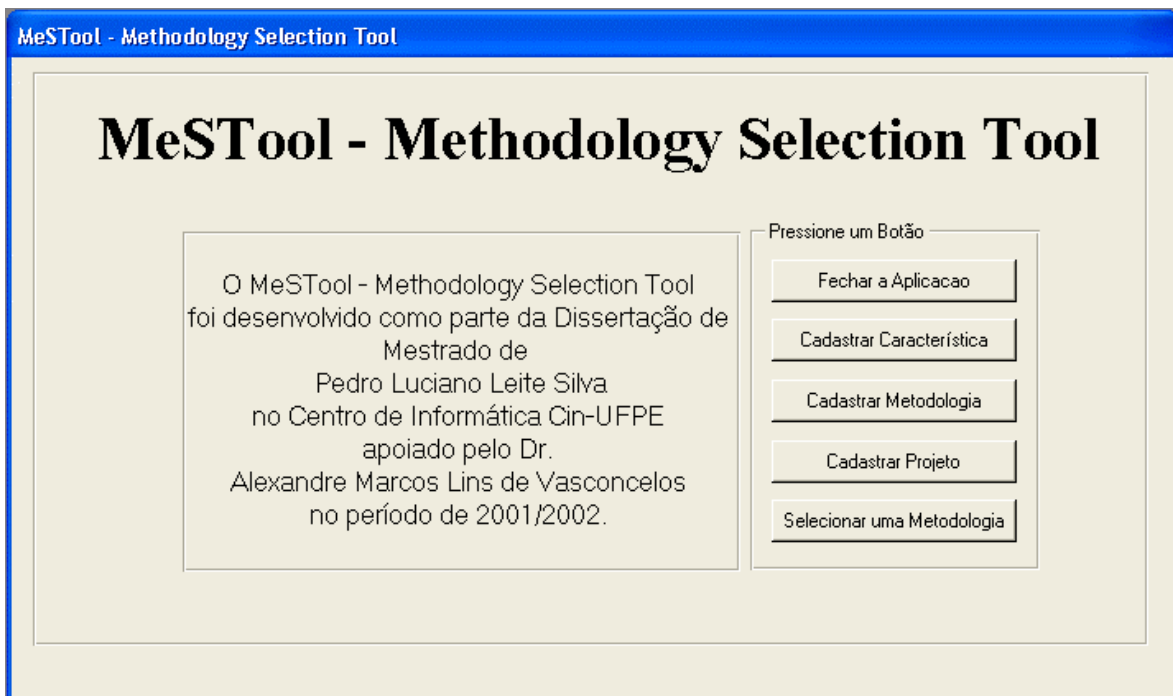 MeSTool - Methodology Selection Tool
MeSTool - Methodology Selection Tool
O MeSTool - Methodology Selection Tool
foi desenvolvido como parte da Dissertação de
Mestrado de
Pedro Luciano Leite Silva
no Centro de Informática Cin-UFPE
apoiado pelo Dr.
Alexandre Marcos Lins de Vasconcelos
no período de 2001/2002.
Pressione um Botão
Fechar a Aplicacao
Cadastrar Característica
Cadastrar Metodologia
Cadastrar Projeto
Selecionar uma Metodologia